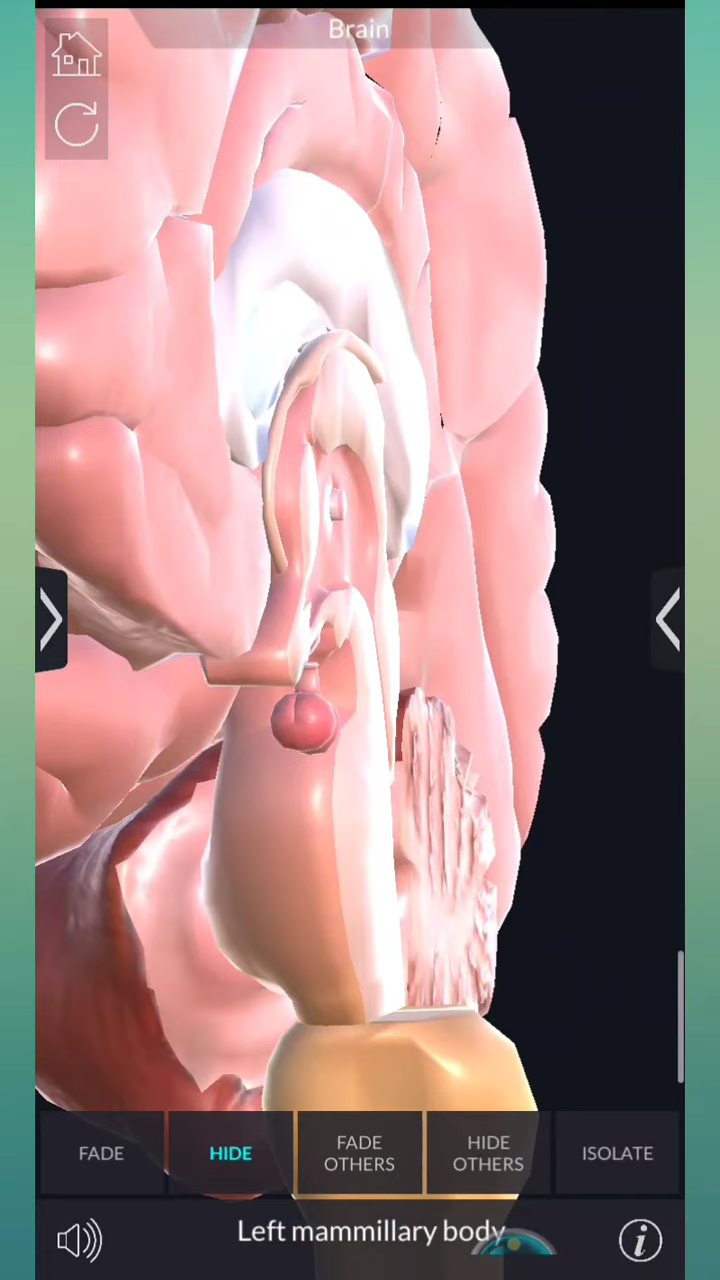 Brain
FADE
HIDE
FADE
OTHERS
HIDE
OTHERS
ISOLATE
Left mammillary body
i